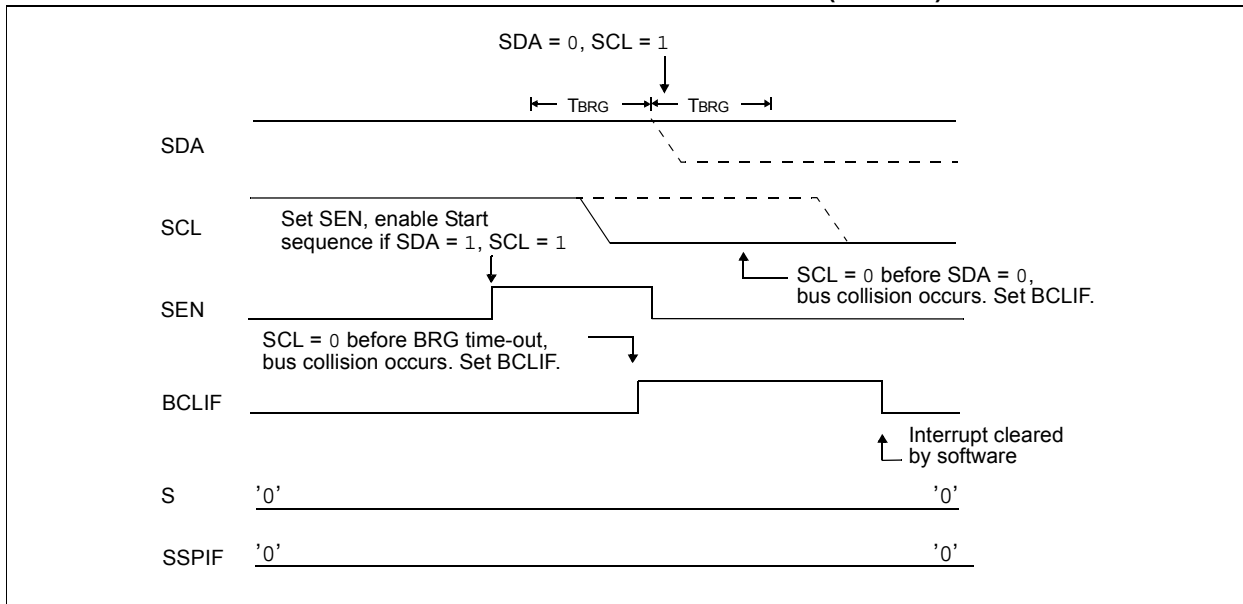 SDA = 0, SCL = 1
TBRG TBRG
SDA
SCL
Set SEN, enable Start
sequence if SDA = 1, SCL = 1
SCL = 0 before SDA = 0,
bus collision occurs. Set BCLIF.
SEN
SCL = 0 before BRG time-out,
bus collision occurs. Set BCLIF.
BCLIF
Interrupt cleared
by software
S '0' '0'
SSPIF '0' '0'